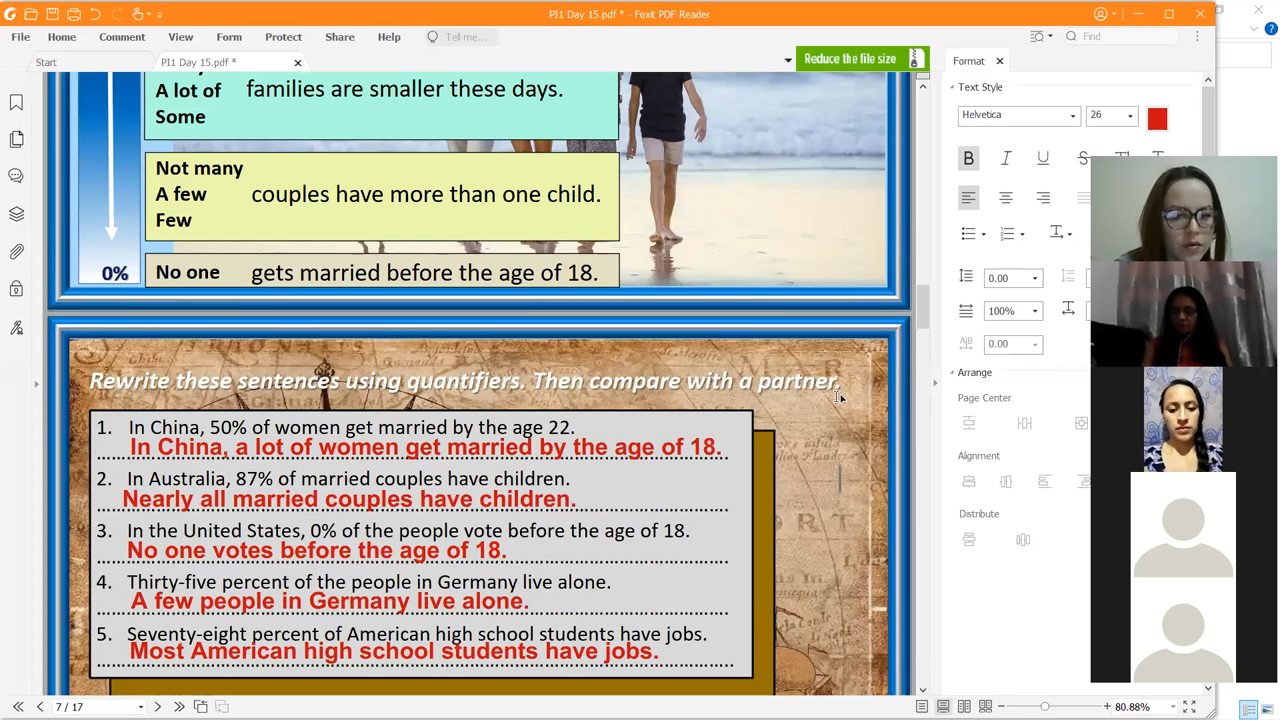 PI1 Day 15.pdf * - Foxit PDF Reader
File Home Comment View Form Protect Share Help Tell me... Find
Start PI1 Day 15.pdf * Reduce the file size
Format
Text Style
Helvetica 26
B I U S
0.00
100%
0.00
Arrange
Page Center
Alignment
Distribute
A lot of
Some
families are smaller these days.
Not many
A few
Few
couples have more than one child.
0%
No one gets married before the age of 18.
Rewrite these sentences using quantifiers. Then compare with a partner.
1. In China, 50% of women get married by the age 22.
In China, a lot of women get married by the age of 18.
2. In Australia, 87% of married couples have children.
Nearly all married couples have children.
3. In the United States, 0% of the people vote before the age of 18.
No one votes before the age of 18.
4. Thirty-five percent of the people in Germany live alone.
A few people in Germany live alone.
5. Seventy-eight percent of American high school students have jobs.
Most American high school students have jobs.
7 / 17
80.88%